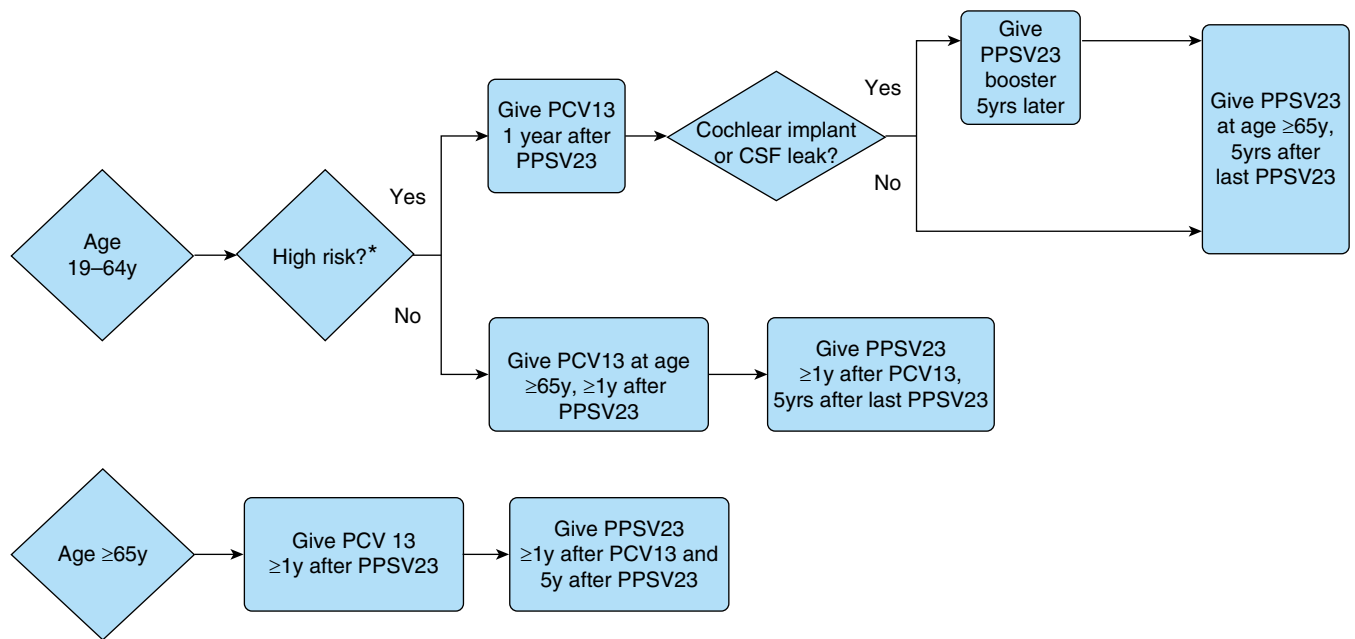 Age
19–64y
High risk?*
Yes
No
Give PCV13
1 year after
PPSV23
Cochlear implant
or CSF leak?
Yes
No
Give
PPSV23
booster
5yrs later
Give PPSV23
at age ≥65y,
5yrs after
last PPSV23
Give PCV13 at age
≥65y, ≥1y after
PPSV23
Give PPSV23
≥1y after PCV13,
5yrs after last PPSV23
Age ≥65y
Give PCV 13
≥1y after PPSV23
Give PPSV23
≥1y after PCV13 and
5y after PPSV23